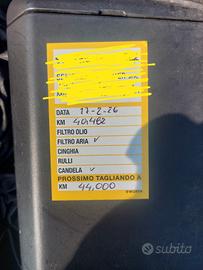 DATA 17-2-26
KM 40,482
FILTRO OLIO
FILTRO ARIA ✓
CINGHIA
RULLI
CANDELA ✓
PROSSIMO TAGLIANDO A
KM 44,000
subito